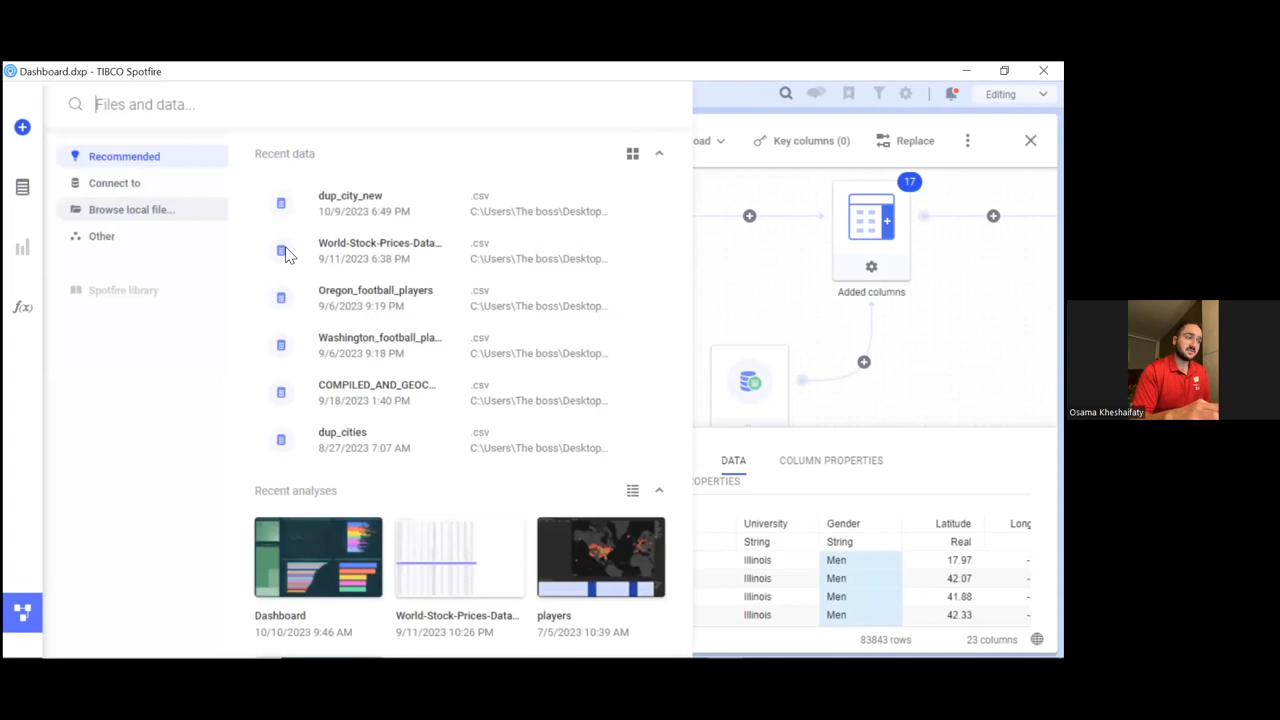 Dashboard.dxp - TIBCO Spotfire
Files and data...
Editing
Recommended
Connect to
Browse local file...
Other
Spotfire library
Recent data
dup_city_new
.csv
10/9/2023 6:49 PM
C:\Users\The boss\Desktop...
World-Stock-Prices-Data...
.csv
9/11/2023 6:38 PM
C:\Users\The boss\Desktop...
Oregon_football_players
.csv
9/6/2023 9:19 PM
C:\Users\The boss\Desktop...
Washington_football_pla...
.csv
9/6/2023 9:18 PM
C:\Users\The boss\Desktop...
COMPILED_AND_GEOC...
.csv
9/18/2023 1:40 PM
C:\Users\The boss\Desktop...
dup_cities
.csv
8/27/2023 7:07 AM
C:\Users\The boss\Desktop...
Recent analyses
Dashboard
10/10/2023 9:46 AM
World-Stock-Prices-Data...
9/11/2023 10:26 PM
players
7/5/2023 10:39 AM
f(x)
oad
Key columns (0)
Replace
17
Added columns
...
DATA
COLUMN PROPERTIES
OPERTIES
University Gender Latitude Long
String String Real
Illinois Men 17.97 -
Illinois Men 42.07 -
Illinois Men 41.88 -
Illinois Men 42.33 -
83843 rows
23 columns
Osama Kheshaifaty